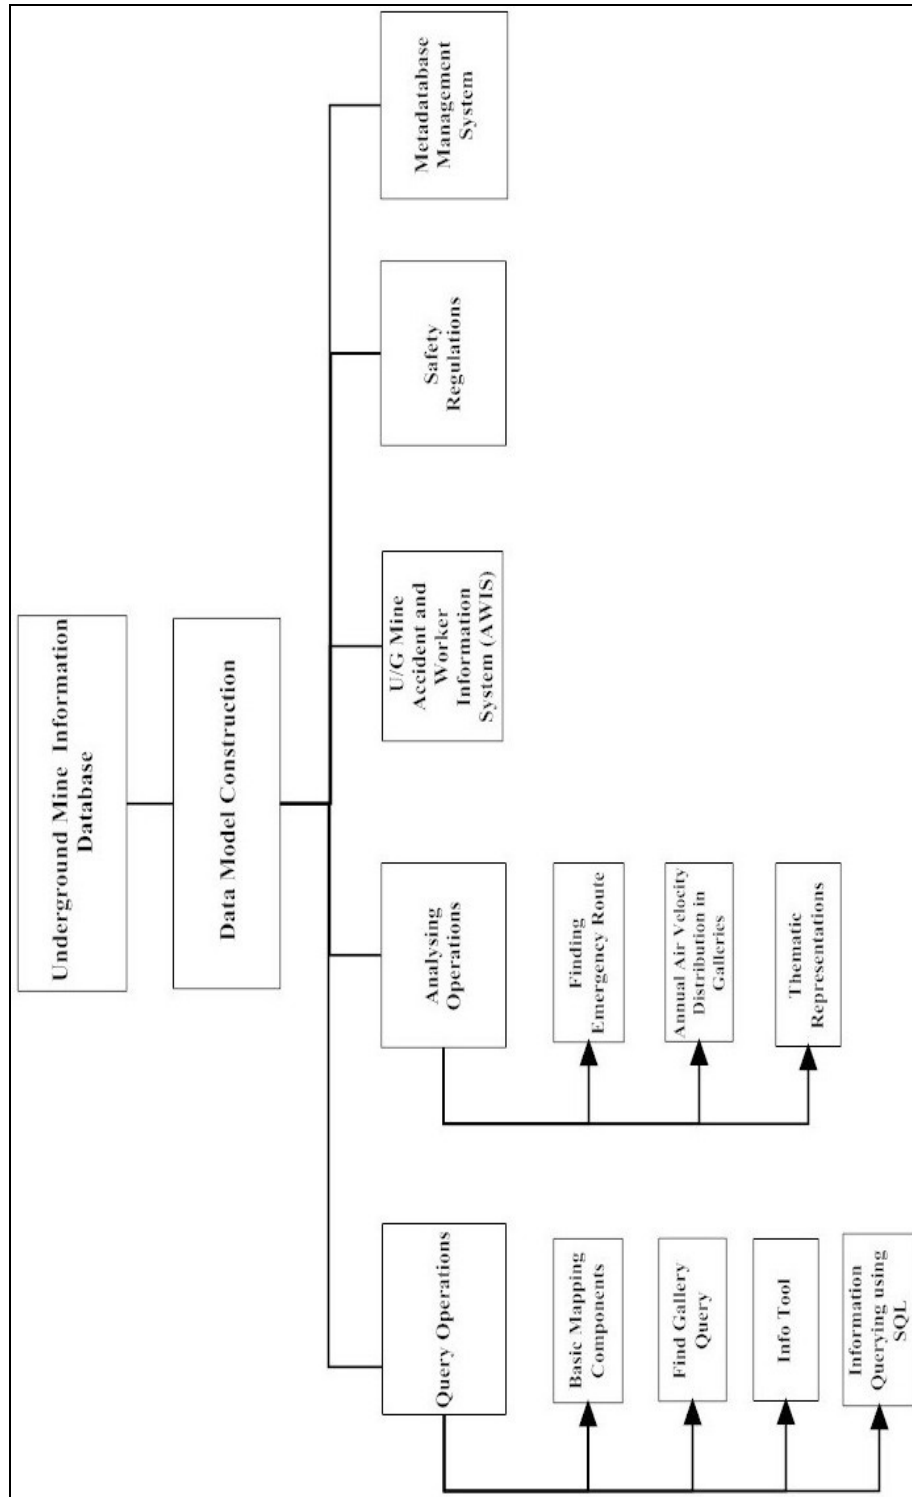 Underground Mine Information
Database
Data Model Construction
Query Operations
Analysing
Operations
U/G Mine
Accident and
Worker
Information
System (AWIS)
Safety
Regulations
Metadatabase
Management
System
Basic Mapping
Components
Find Gallery
Query
Info Tool
Information
Querying using
SQL
Finding
Emergency Route
Annual Air Velocity
Distribution in
Galleries
Thematic
Representations